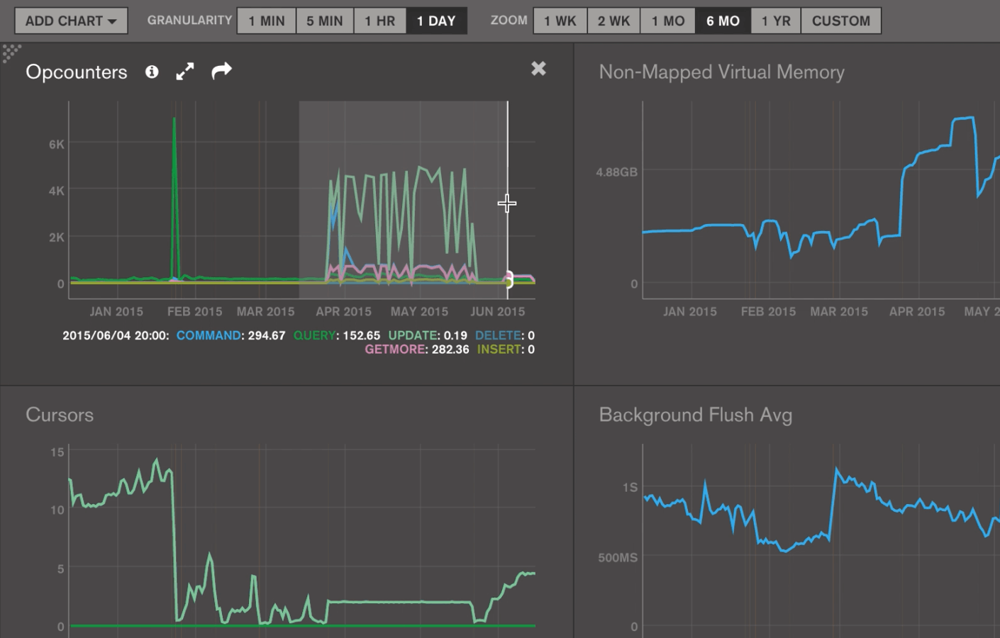 ADD CHART GRANULARITY 1 MIN 5 MIN 1 HR 1 DAY ZOOM 1 WK 2 WK 1 MO 6 MO 1 YR CUSTOM
Opcounters
6K
4K
2K
0
JAN 2015 FEB 2015 MAR 2015 APR 2015 MAY 2015 JUN 2015
2015/06/04 20:00: COMMAND: 294.67 QUERY: 152.65 UPDATE: 0.19 DELETE: 0
GETMORE: 282.36 INSERT: 0
Non-Mapped Virtual Memory
4.88GB
0
JAN 2015 FEB 2015 MAR 2015 APR 2015 MAY 2
Cursors
15
10
5
0
Background Flush Avg
1S
500MS
0